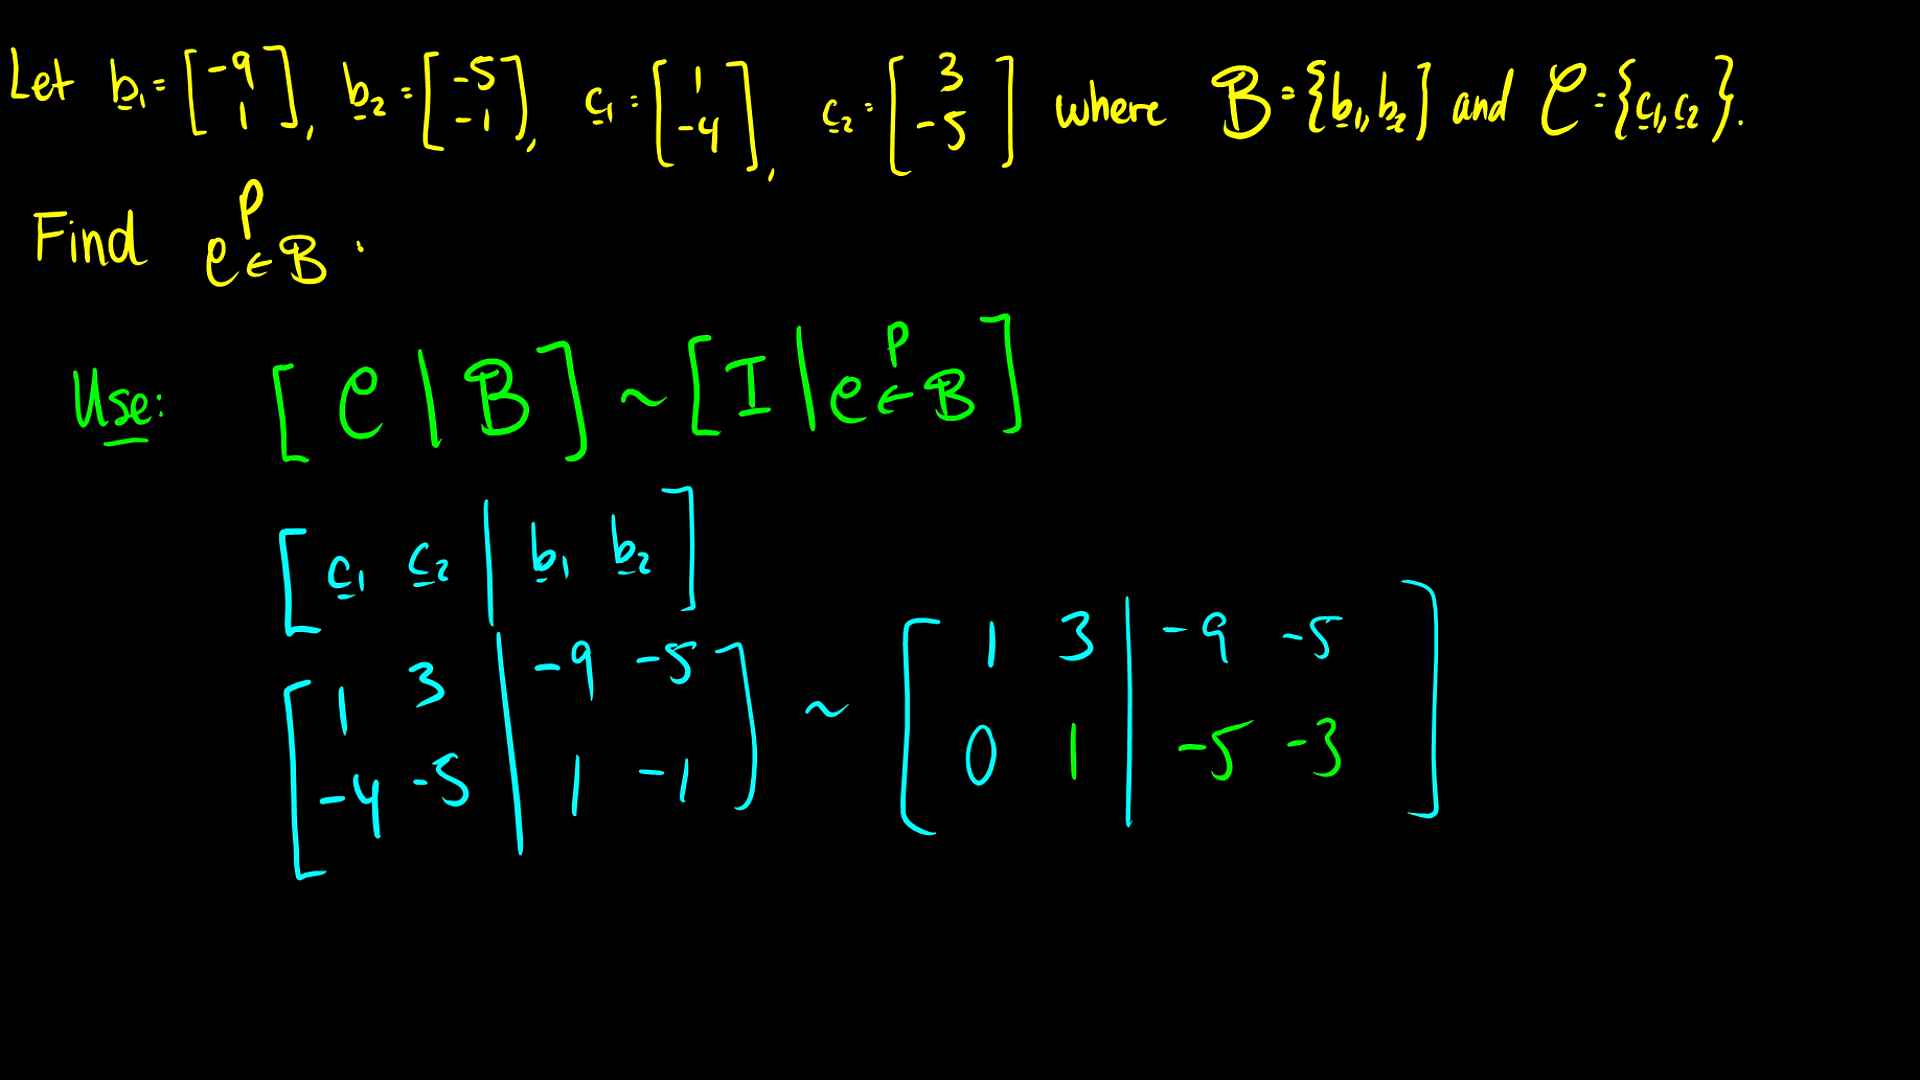 Let b₁ = [-9 1], b₂ = [-5 -1], c₁ = [1 -4], c₂ = [3 -5] where B = {b₁, b₂} and C = {c₁, c₂}.
Find P C←B.
Use: [C | B] ~ [I | P C←B]
[c₁ c₂ | b₁ b₂]
[1 3 | -9 -5 ~ [1 3 | -9 -5
-4 -5 | 1 -1] 0 1 | -5 -3]